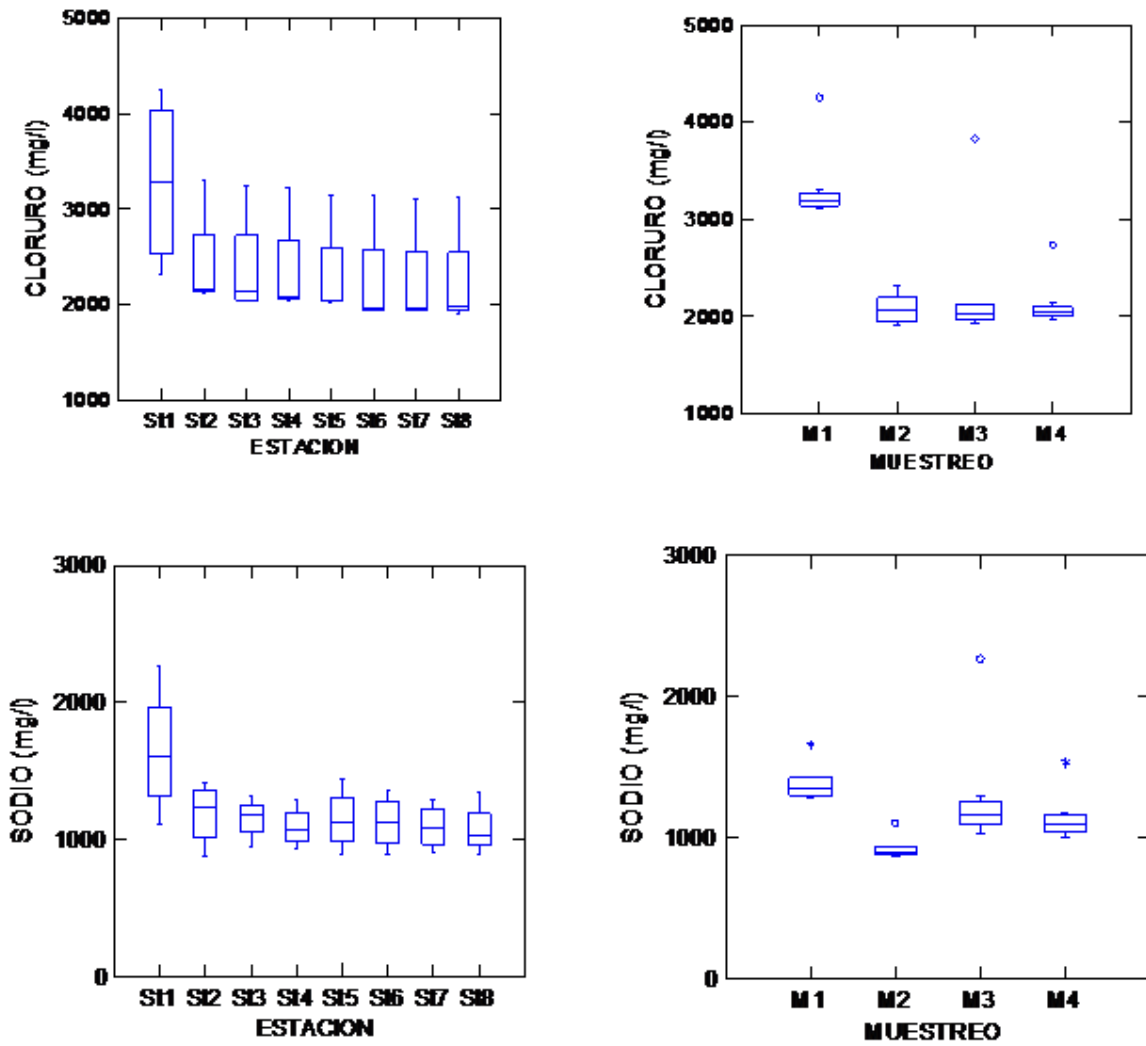 5000
4000
3000
2000
1000
CLORURO (mg/l)
St1 St2 St3 St4 St5 St6 St7 St8
ESTACION
5000
4000
3000
2000
1000
CLORURO (mg/l)
M1 M2 M3 M4
MUESTREO
3000
2000
1000
0
SODIO (mg/l)
St1 St2 St3 St4 St5 St6 St7 St8
ESTACION
3000
2000
1000
0
SODIO (mg/l)
M1 M2 M3 M4
MUESTREO